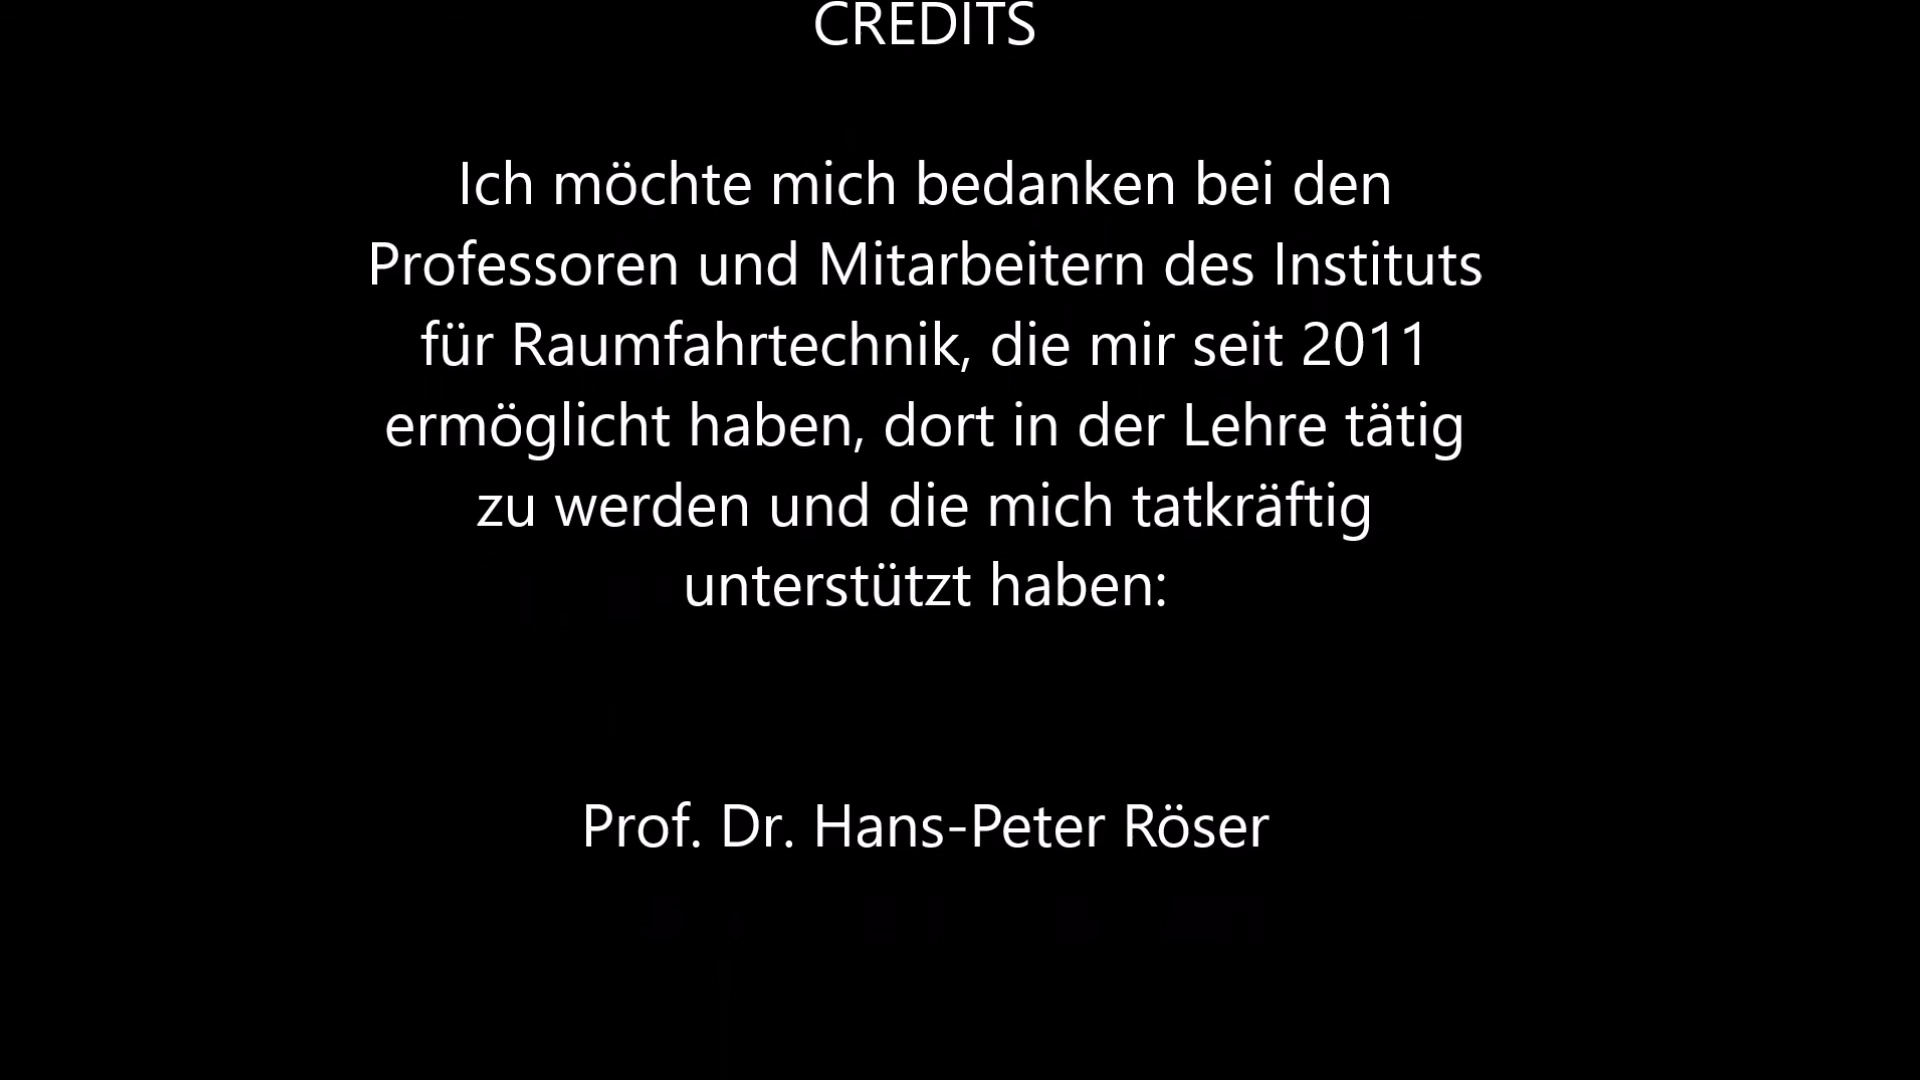 CREDITS
Ich möchte mich bedanken bei den
Professoren und Mitarbeitern des Instituts
für Raumfahrtechnik, die mir seit 2011
ermöglicht haben, dort in der Lehre tätig
zu werden und die mich tatkräftig
unterstützt haben:
Prof. Dr. Hans-Peter Röser